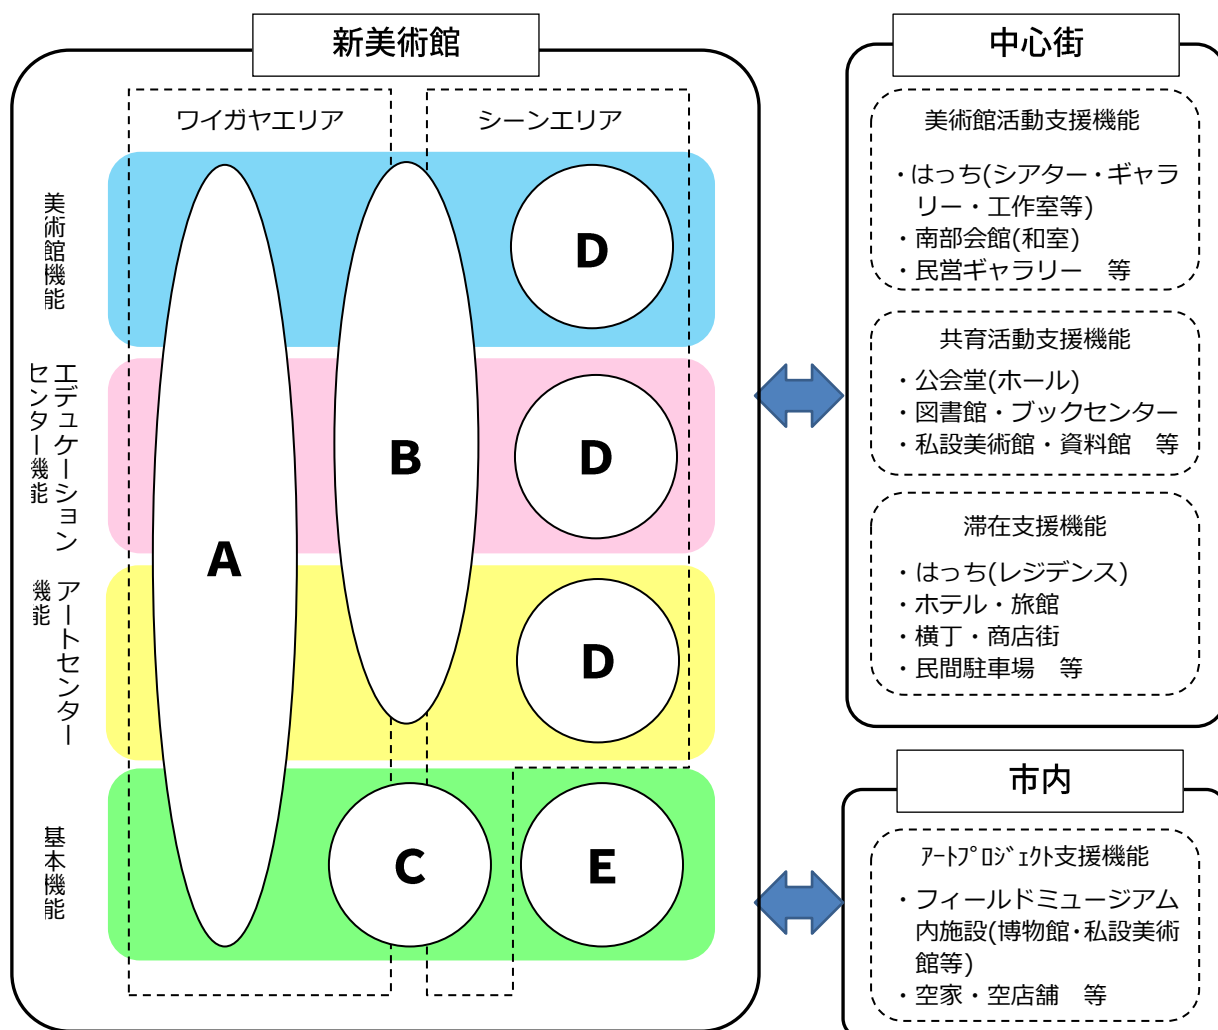 新美術館
ワイガヤエリア
シーンエリア
美術館機能
エデュケーション
センター機能
アートセンター
機能
基本機能
A
B
C
D
D
D
E
中心街
美術館活動支援機能
・はっち(シアター・ギャラ
リー・工作室等)
・南部会館(和室)
・民営ギャラリー　等
共育活動支援機能
・公会堂(ホール)
・図書館・ブックセンター
・私設美術館・資料館　等
滞在支援機能
・はっち(レジデンス)
・ホテル・旅館
・横丁・商店街
・民間駐車場　等
市内
ｱｰﾄﾌﾟﾛｼﾞｪｸﾄ支援機能
・フィールドミュージアム
内施設(博物館・私設美術
館等)
・空家・空店舗　等